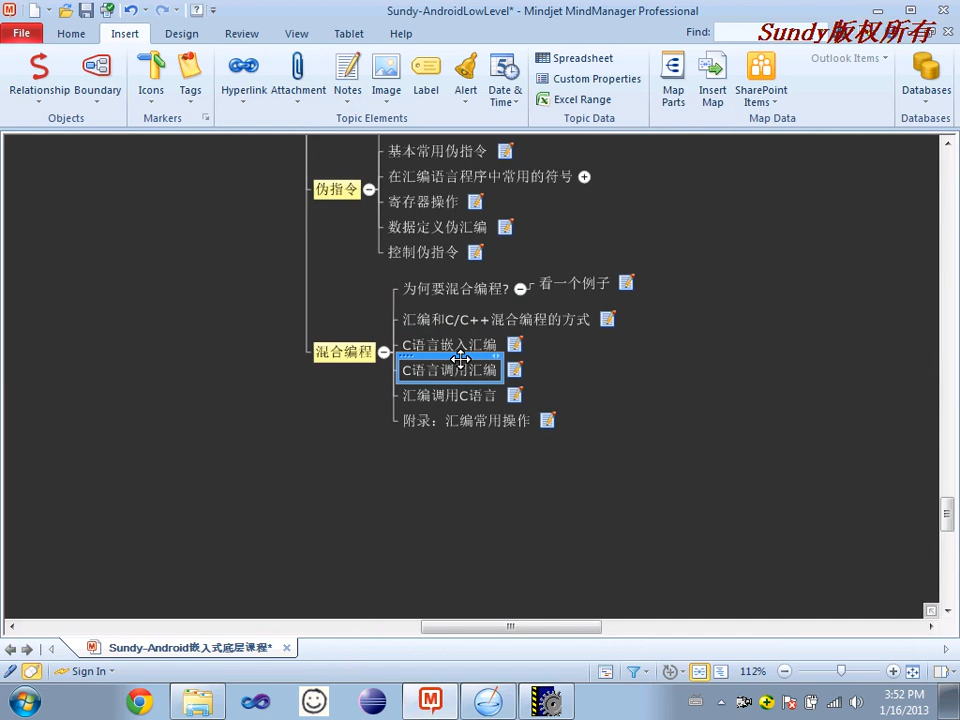 Sundy-AndroidLowLevel* - Mindjet MindManager Professional
File Home Insert Design Review View Tablet Help Find:
Sundy版权所有
Relationship Boundary Icons Tags Hyperlink Attachment Notes Image Label Alert Date & Time Spreadsheet Custom Properties Excel Range Map Parts Insert Map SharePoint Items Outlook Items Databases
Objects Markers Topic Elements Topic Data Map Data Databases
基本常用伪指令
在汇编语言程序中常用的符号
伪指令
寄存器操作
数据定义伪汇编
控制伪指令
为何要混合编程? 看一个例子
汇编和C/C++混合编程的方式
C语言嵌入汇编
混合编程
C语言调用汇编
汇编调用C语言
附录：汇编常用操作
Sundy-Android嵌入式底层课程*
Sign In 112%
3:52 PM
1/16/2013